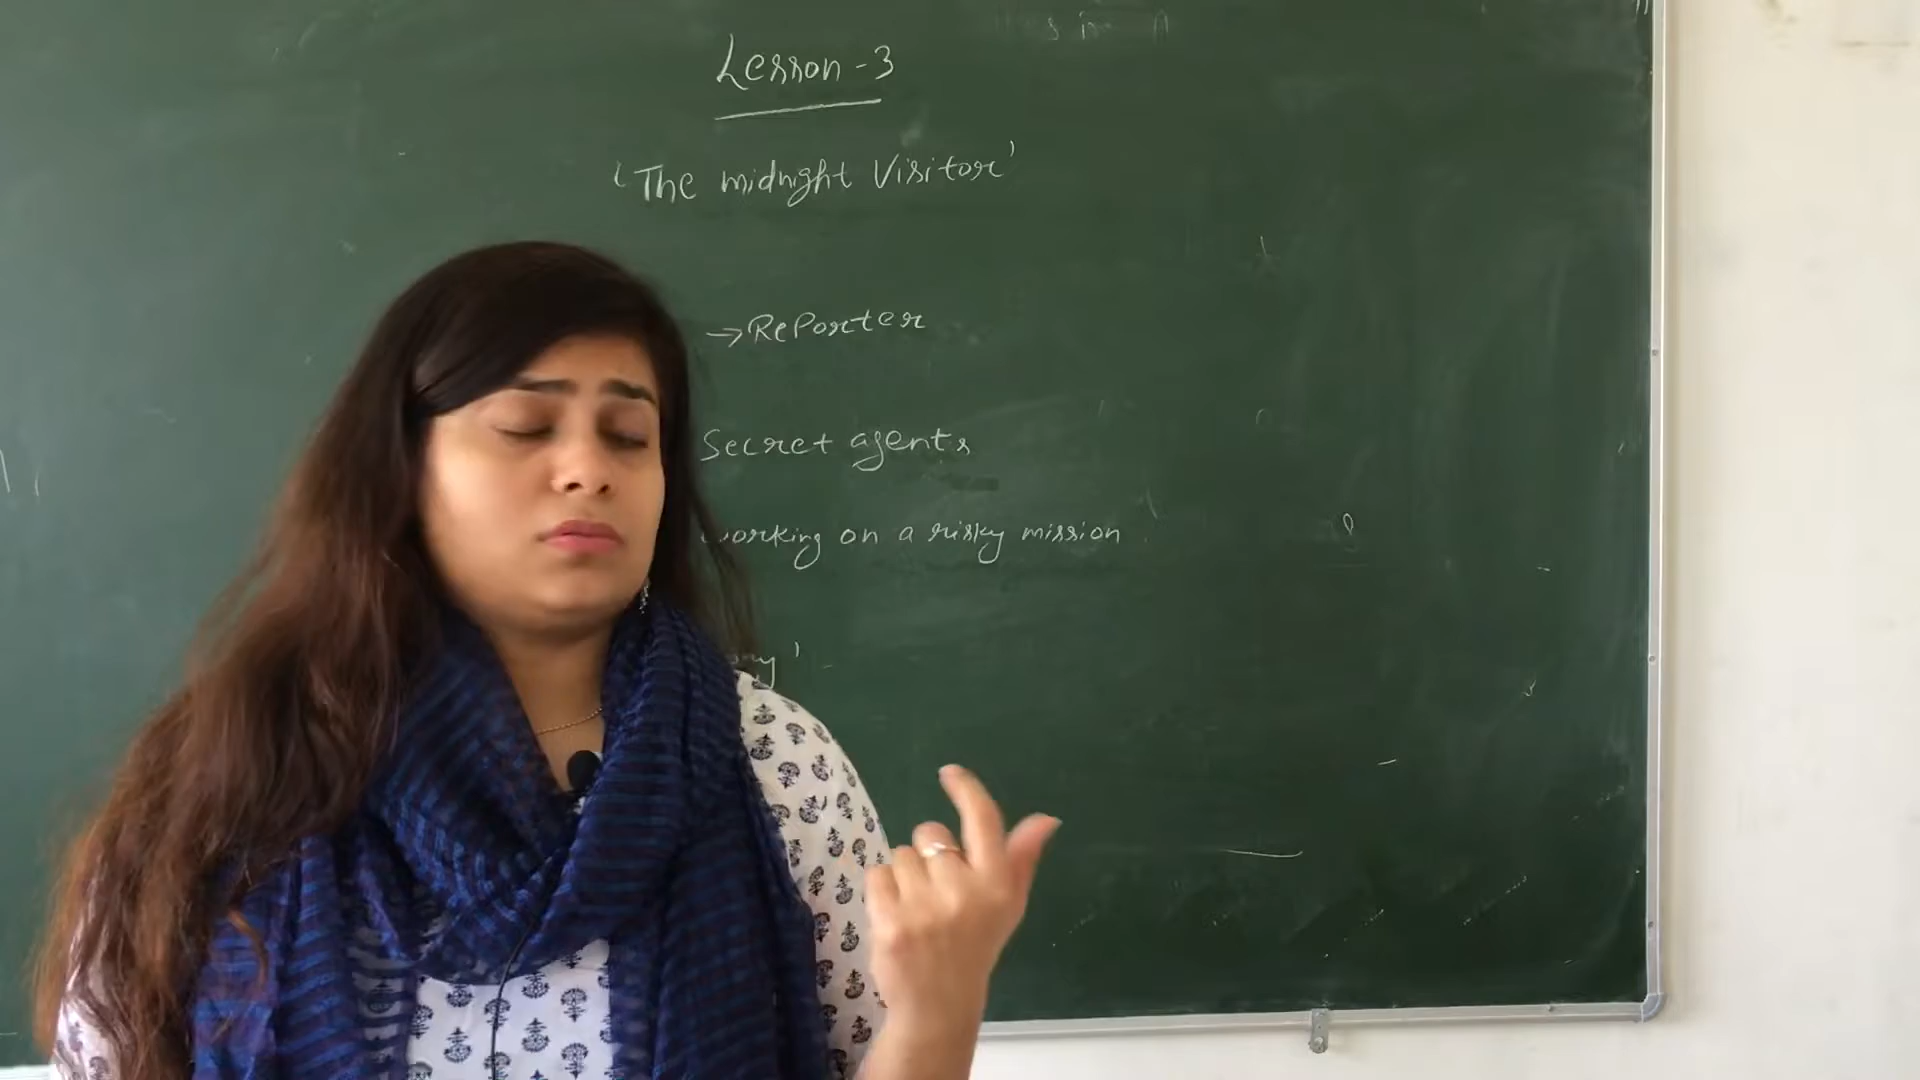 Lesson - 3
'The midnight Visitor'
→ Reporter
Secret agents
working on a risky mission